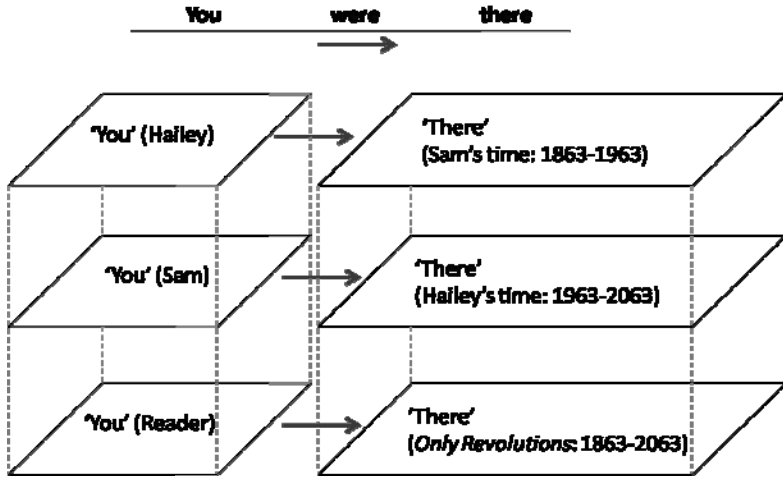 You were there
‘You’ (Hailey)
‘There’
(Sam’s time: 1863-1963)
‘You’ (Sam)
‘There’
(Hailey’s time: 1963-2063)
‘You’ (Reader)
‘There’
(Only Revolutions: 1863-2063)